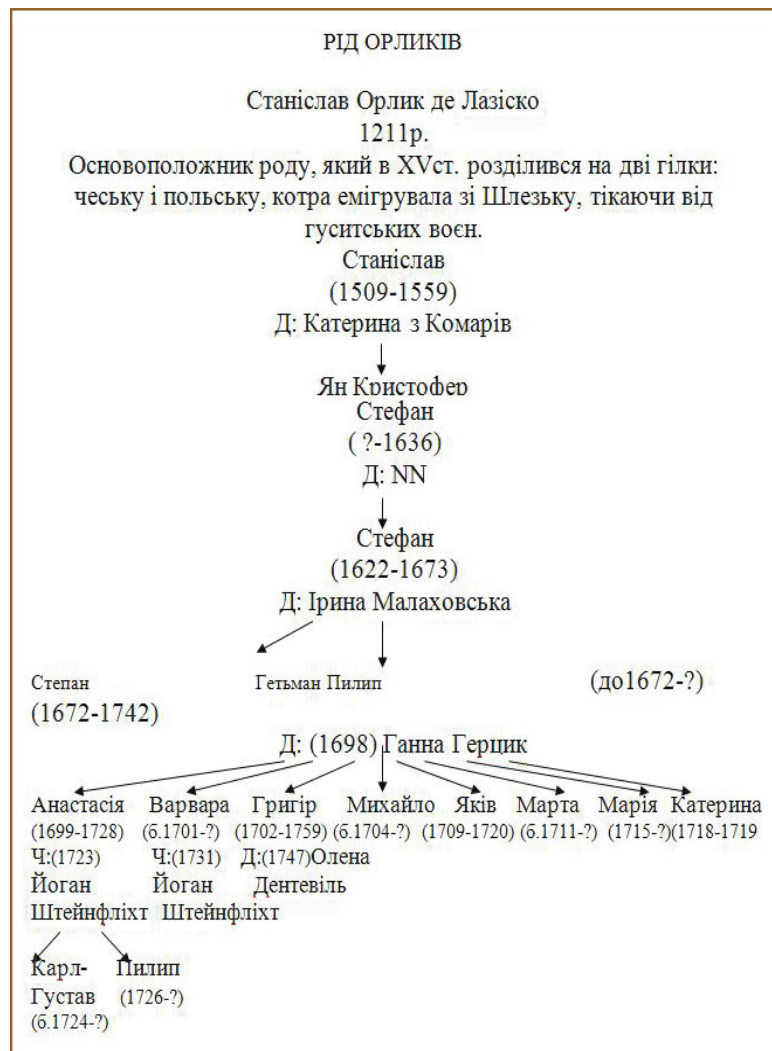 РІД ОРЛИКІВ
Станіслав Орлик де Лазіско
1211р.
Основоположник роду, який в XVст. розділився на дві гілки:
чеську і польську, котра емігрувала зі Шлезьку, тікаючи від
гуситських воєн.
Станіслав
(1509-1559)
Д: Катерина з Комарів
Ян Кристофер
Стефан
( ?-1636)
Д: NN
Стефан
(1622-1673)
Д: Ірина Малаховська
Степан Гетьман Пилип (до1672-?)
(1672-1742)
Д: (1698) Ганна Герцик
Анастасія Варвара Григір Михайло Яків Марта Марія Катерина
(1699-1728) (б.1701-?) (1702-1759) (б.1704-?) (1709-1720) (б.1711-?) (1715-?) (1718-1719
Ч:(1723) Ч:(1731) Д:(1747)Олена
Йоган Йоган Дентевіль
Штейнфліхт Штейнфліхт
Карл- Пилип
Густав (1726-?)
(б.1724-?)